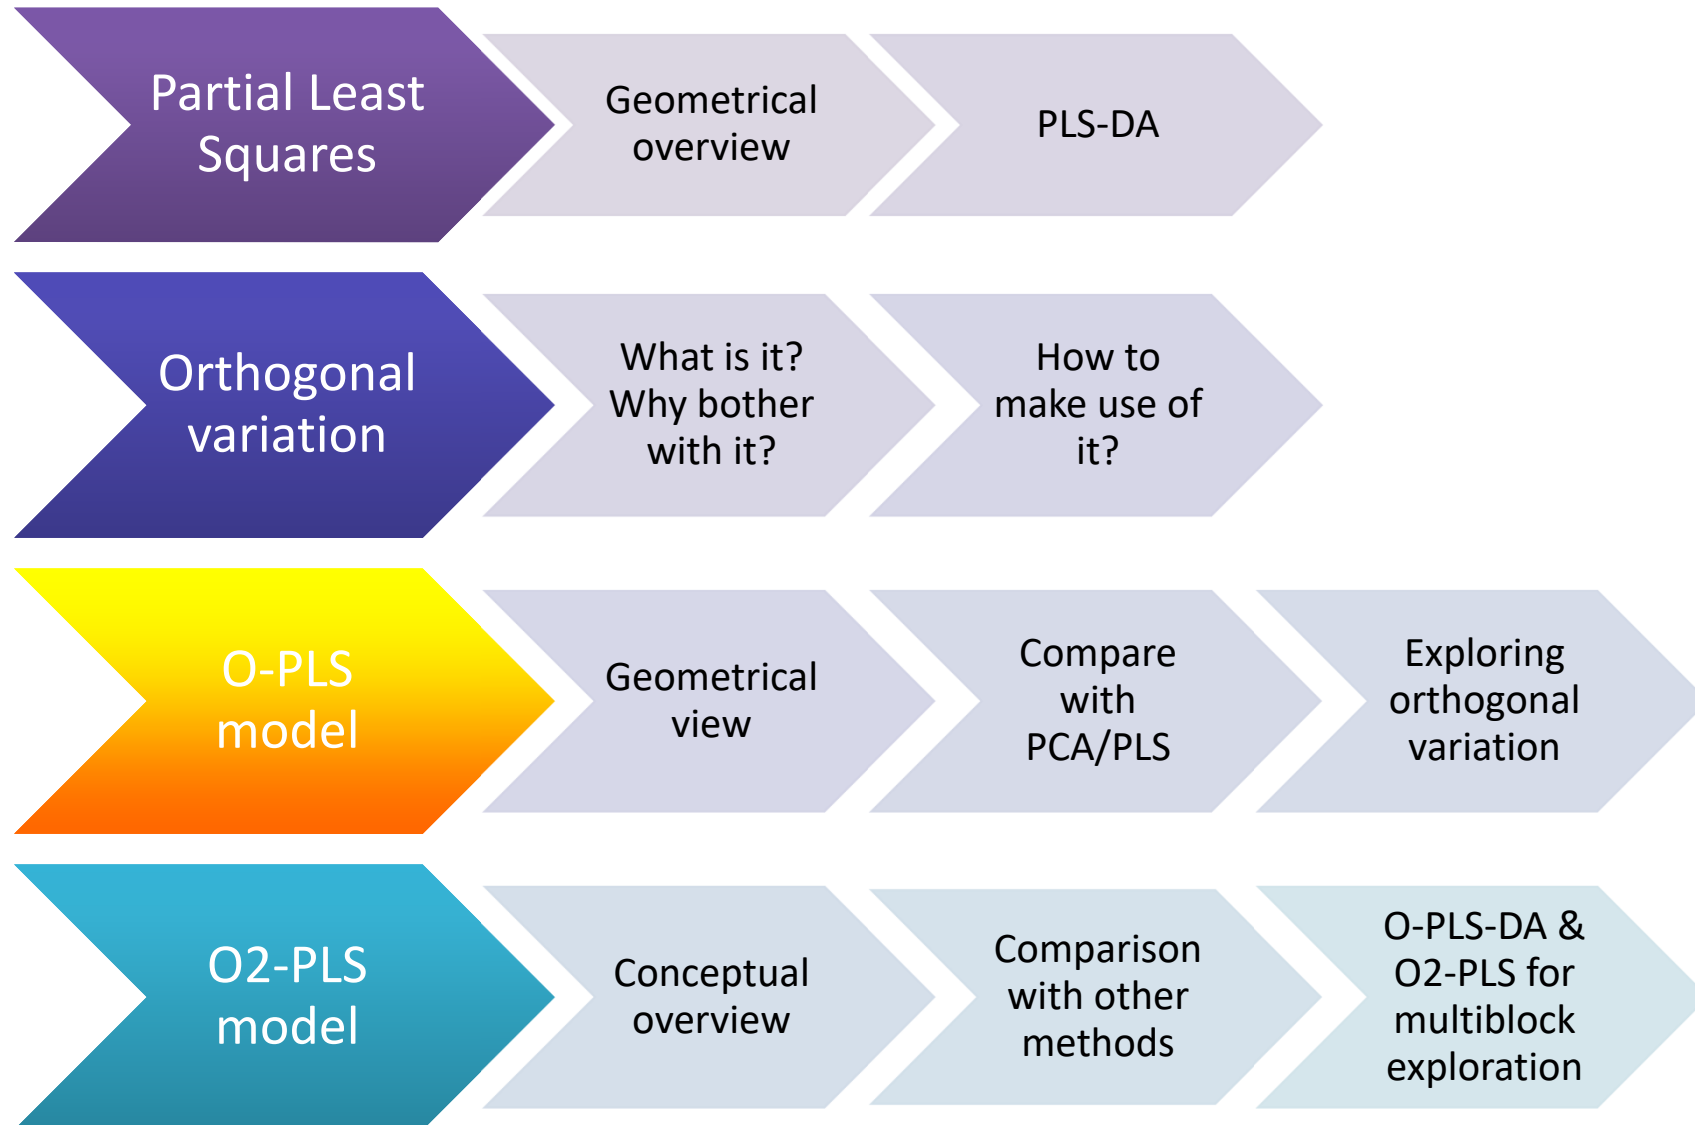 Partial Least
Squares
Geometrical
overview
PLS-DA
Orthogonal
variation
What is it?
Why bother
with it?
How to
make use of
it?
O-PLS
model
Geometrical
view
Compare
with
PCA/PLS
Exploring
orthogonal
variation
O2-PLS
model
Conceptual
overview
Comparison
with other
methods
O-PLS-DA &
O2-PLS for
multiblock
exploration